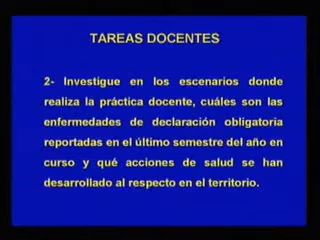 TAREAS DOCENTES
2- Investigue en los escenarios donde
realiza la práctica docente, cuáles son las
enfermedades de declaración obligatoria
reportadas en el último semestre del año en
curso y qué acciones de salud se han
desarrollado al respecto en el territorio.